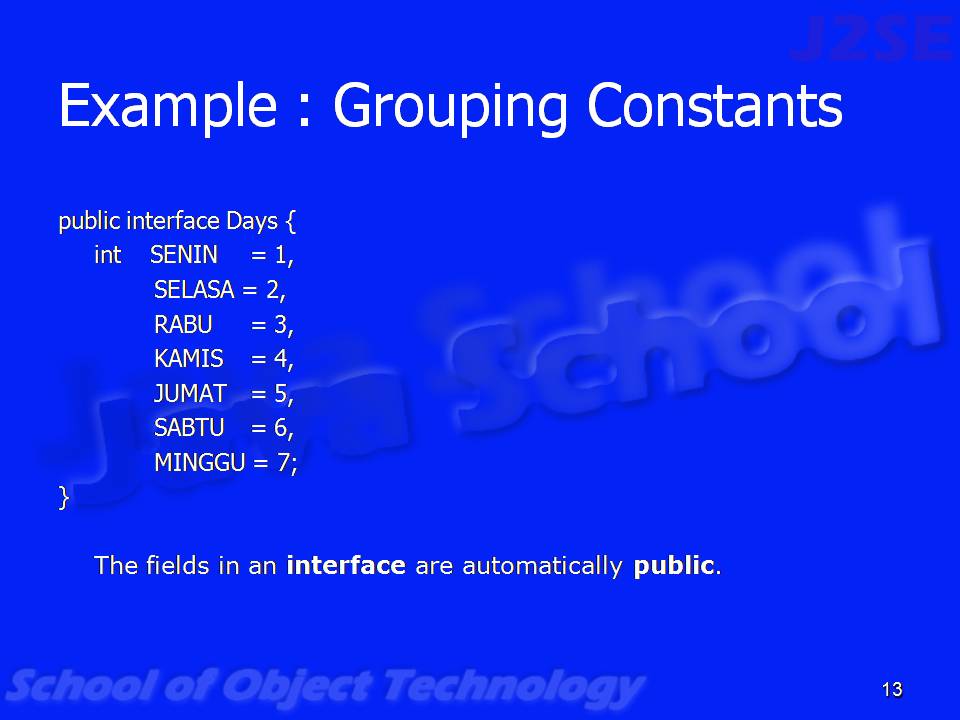 J2SE
Example : Grouping Constants
public interface Days {
int SENIN = 1,
SELASA = 2,
RABU = 3,
KAMIS = 4,
JUMAT = 5,
SABTU = 6,
MINGGU = 7;
}
Java School
The fields in an interface are automatically public.
School of Object Technology
13